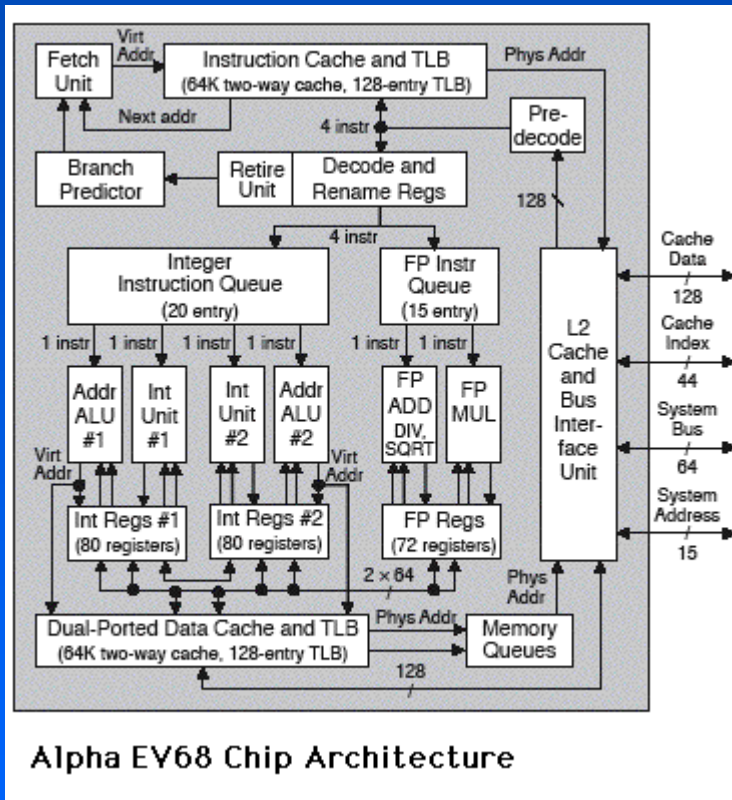 Virt
Addr
Fetch
Unit
Instruction Cache and TLB
(64K two-way cache, 128-entry TLB)
Phys Addr
Next addr
4 instr
Pre-
decode
Branch
Predictor
Retire
Unit
Decode and
Rename Regs
128
4 instr
Integer
Instruction Queue
(20 entry)
FP Instr
Queue
(15 entry)
Cache
Data
128
1 instr
1 instr
1 instr
1 instr
1 instr
1 instr
L2
Cache
and
Bus
Inter-
face
Unit
Cache
Index
44
Addr
ALU
#1
Int
Unit
#1
Int
Unit
#2
Addr
ALU
#2
FP
ADD
DIV,
SQRT
FP
MUL
System
Bus
64
Virt
Addr
Virt
Addr
System
Address
15
Int Regs #1
(80 registers)
Int Regs #2
(80 registers)
FP Regs
(72 registers)
2 × 64
Phys
Addr
Dual-Ported Data Cache and TLB
(64K two-way cache, 128-entry TLB)
Phys Addr
Memory
Queues
128
Alpha EV68 Chip Architecture